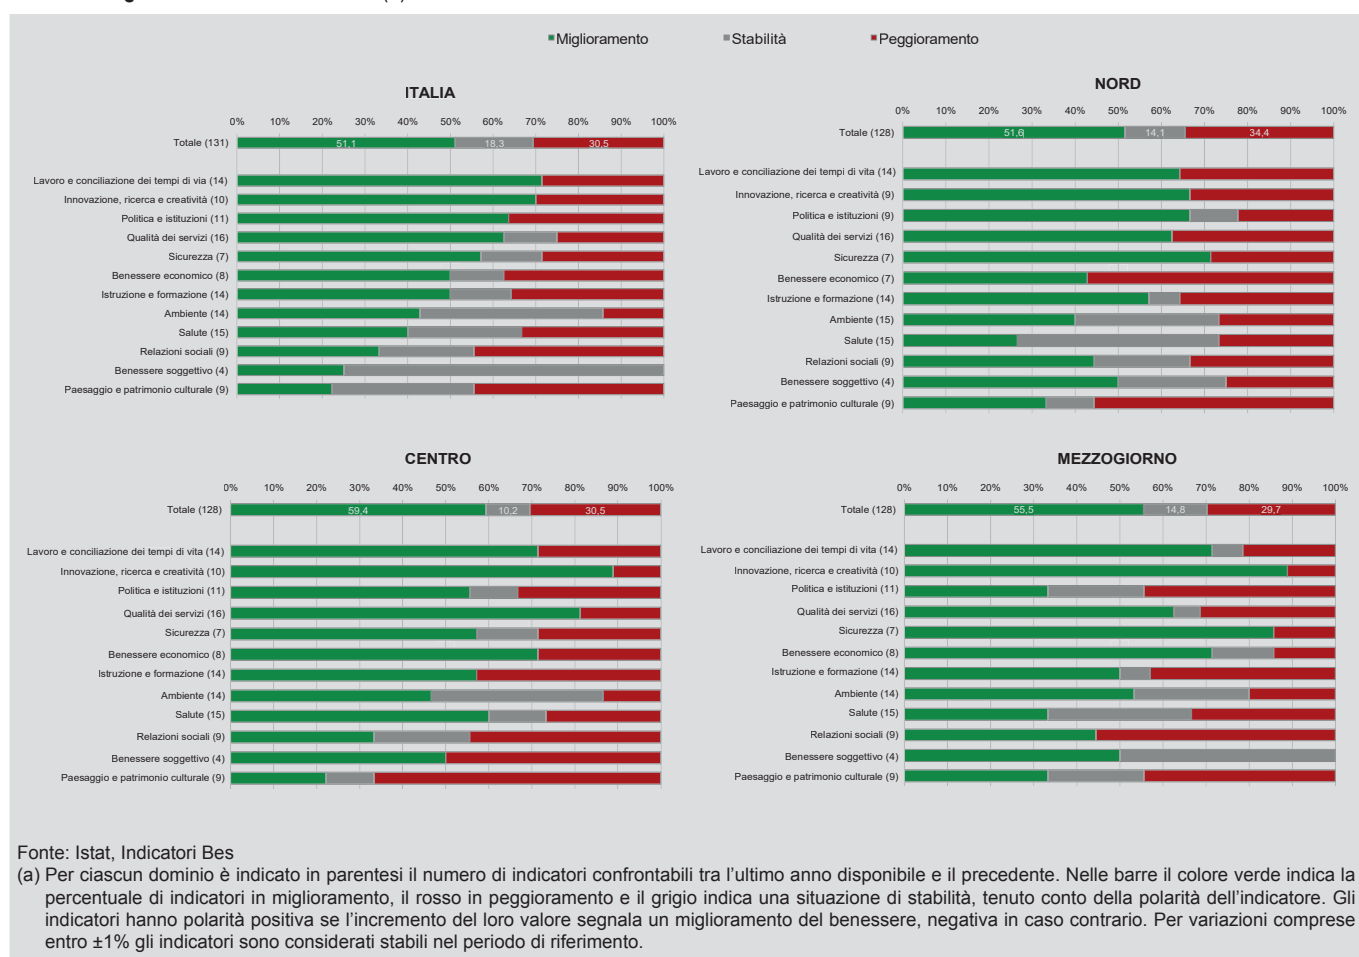 Miglioramento Stabilità Peggioramento
ITALIA
0% 10% 20% 30% 40% 50% 60% 70% 80% 90% 100%
Totale (131) 51,1 18,3 30,5
Lavoro e conciliazione dei tempi di via (14)
Innovazione, ricerca e creatività (10)
Politica e istituzioni (11)
Qualità dei servizi (16)
Sicurezza (7)
Benessere economico (8)
Istruzione e formazione (14)
Ambiente (14)
Salute (15)
Relazioni sociali (9)
Benessere soggettivo (4)
Paesaggio e patrimonio culturale (9)
NORD
0% 10% 20% 30% 40% 50% 60% 70% 80% 90% 100%
Totale (128) 51,6 14,1 34,4
Lavoro e conciliazione dei tempi di vita (14)
Innovazione, ricerca e creatività (9)
Politica e istituzioni (9)
Qualità dei servizi (16)
Sicurezza (7)
Benessere economico (7)
Istruzione e formazione (14)
Ambiente (15)
Salute (15)
Relazioni sociali (9)
Benessere soggettivo (4)
Paesaggio e patrimonio culturale (9)
CENTRO
0% 10% 20% 30% 40% 50% 60% 70% 80% 90% 100%
Totale (128) 59,4 10,2 30,5
Lavoro e conciliazione dei tempi di vita (14)
Innovazione, ricerca e creatività (10)
Politica e istituzioni (11)
Qualità dei servizi (16)
Sicurezza (7)
Benessere economico (8)
Istruzione e formazione (14)
Ambiente (14)
Salute (15)
Relazioni sociali (9)
Benessere soggettivo (4)
Paesaggio e patrimonio culturale (9)
MEZZOGIORNO
0% 10% 20% 30% 40% 50% 60% 70% 80% 90% 100%
Totale (128) 55,5 14,8 29,7
Lavoro e conciliazione dei tempi di vita (14)
Innovazione, ricerca e creatività (10)
Politica e istituzioni (11)
Qualità dei servizi (16)
Sicurezza (7)
Benessere economico (8)
Istruzione e formazione (14)
Ambiente (14)
Salute (15)
Relazioni sociali (9)
Benessere soggettivo (4)
Paesaggio e patrimonio culturale (9)
Fonte: Istat, Indicatori Bes
(a) Per ciascun dominio è indicato in parentesi il numero di indicatori confrontabili tra l'ultimo anno disponibile e il precedente. Nelle barre il colore verde indica la
percentuale di indicatori in miglioramento, il rosso in peggioramento e il grigio indica una situazione di stabilità, tenuto conto della polarità dell'indicatore. Gli
indicatori hanno polarità positiva se l'incremento del loro valore segnala un miglioramento del benessere, negativa in caso contrario. Per variazioni comprese
entro ±1% gli indicatori sono considerati stabili nel periodo di riferimento.